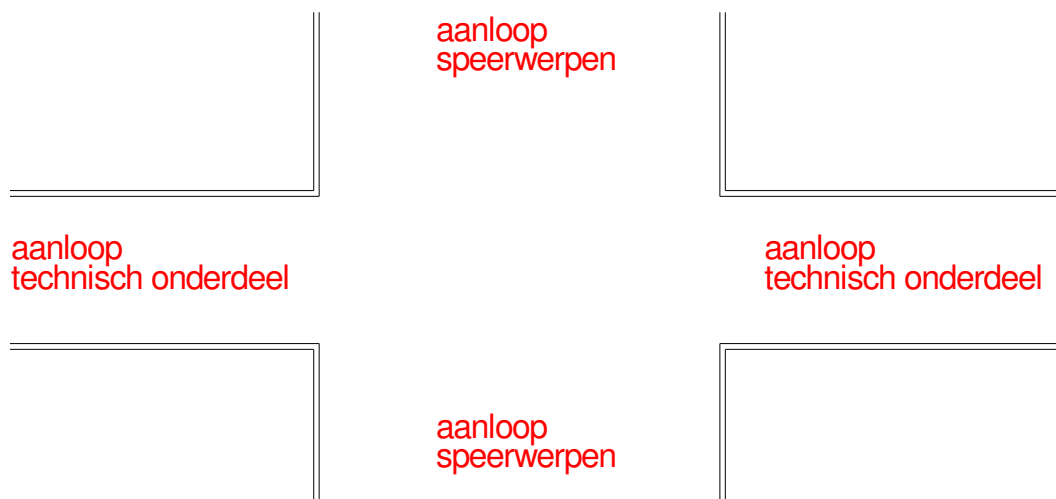 aanloop
speerwerpen
aanloop
technisch onderdeel
aanloop
technisch onderdeel
aanloop
speerwerpen